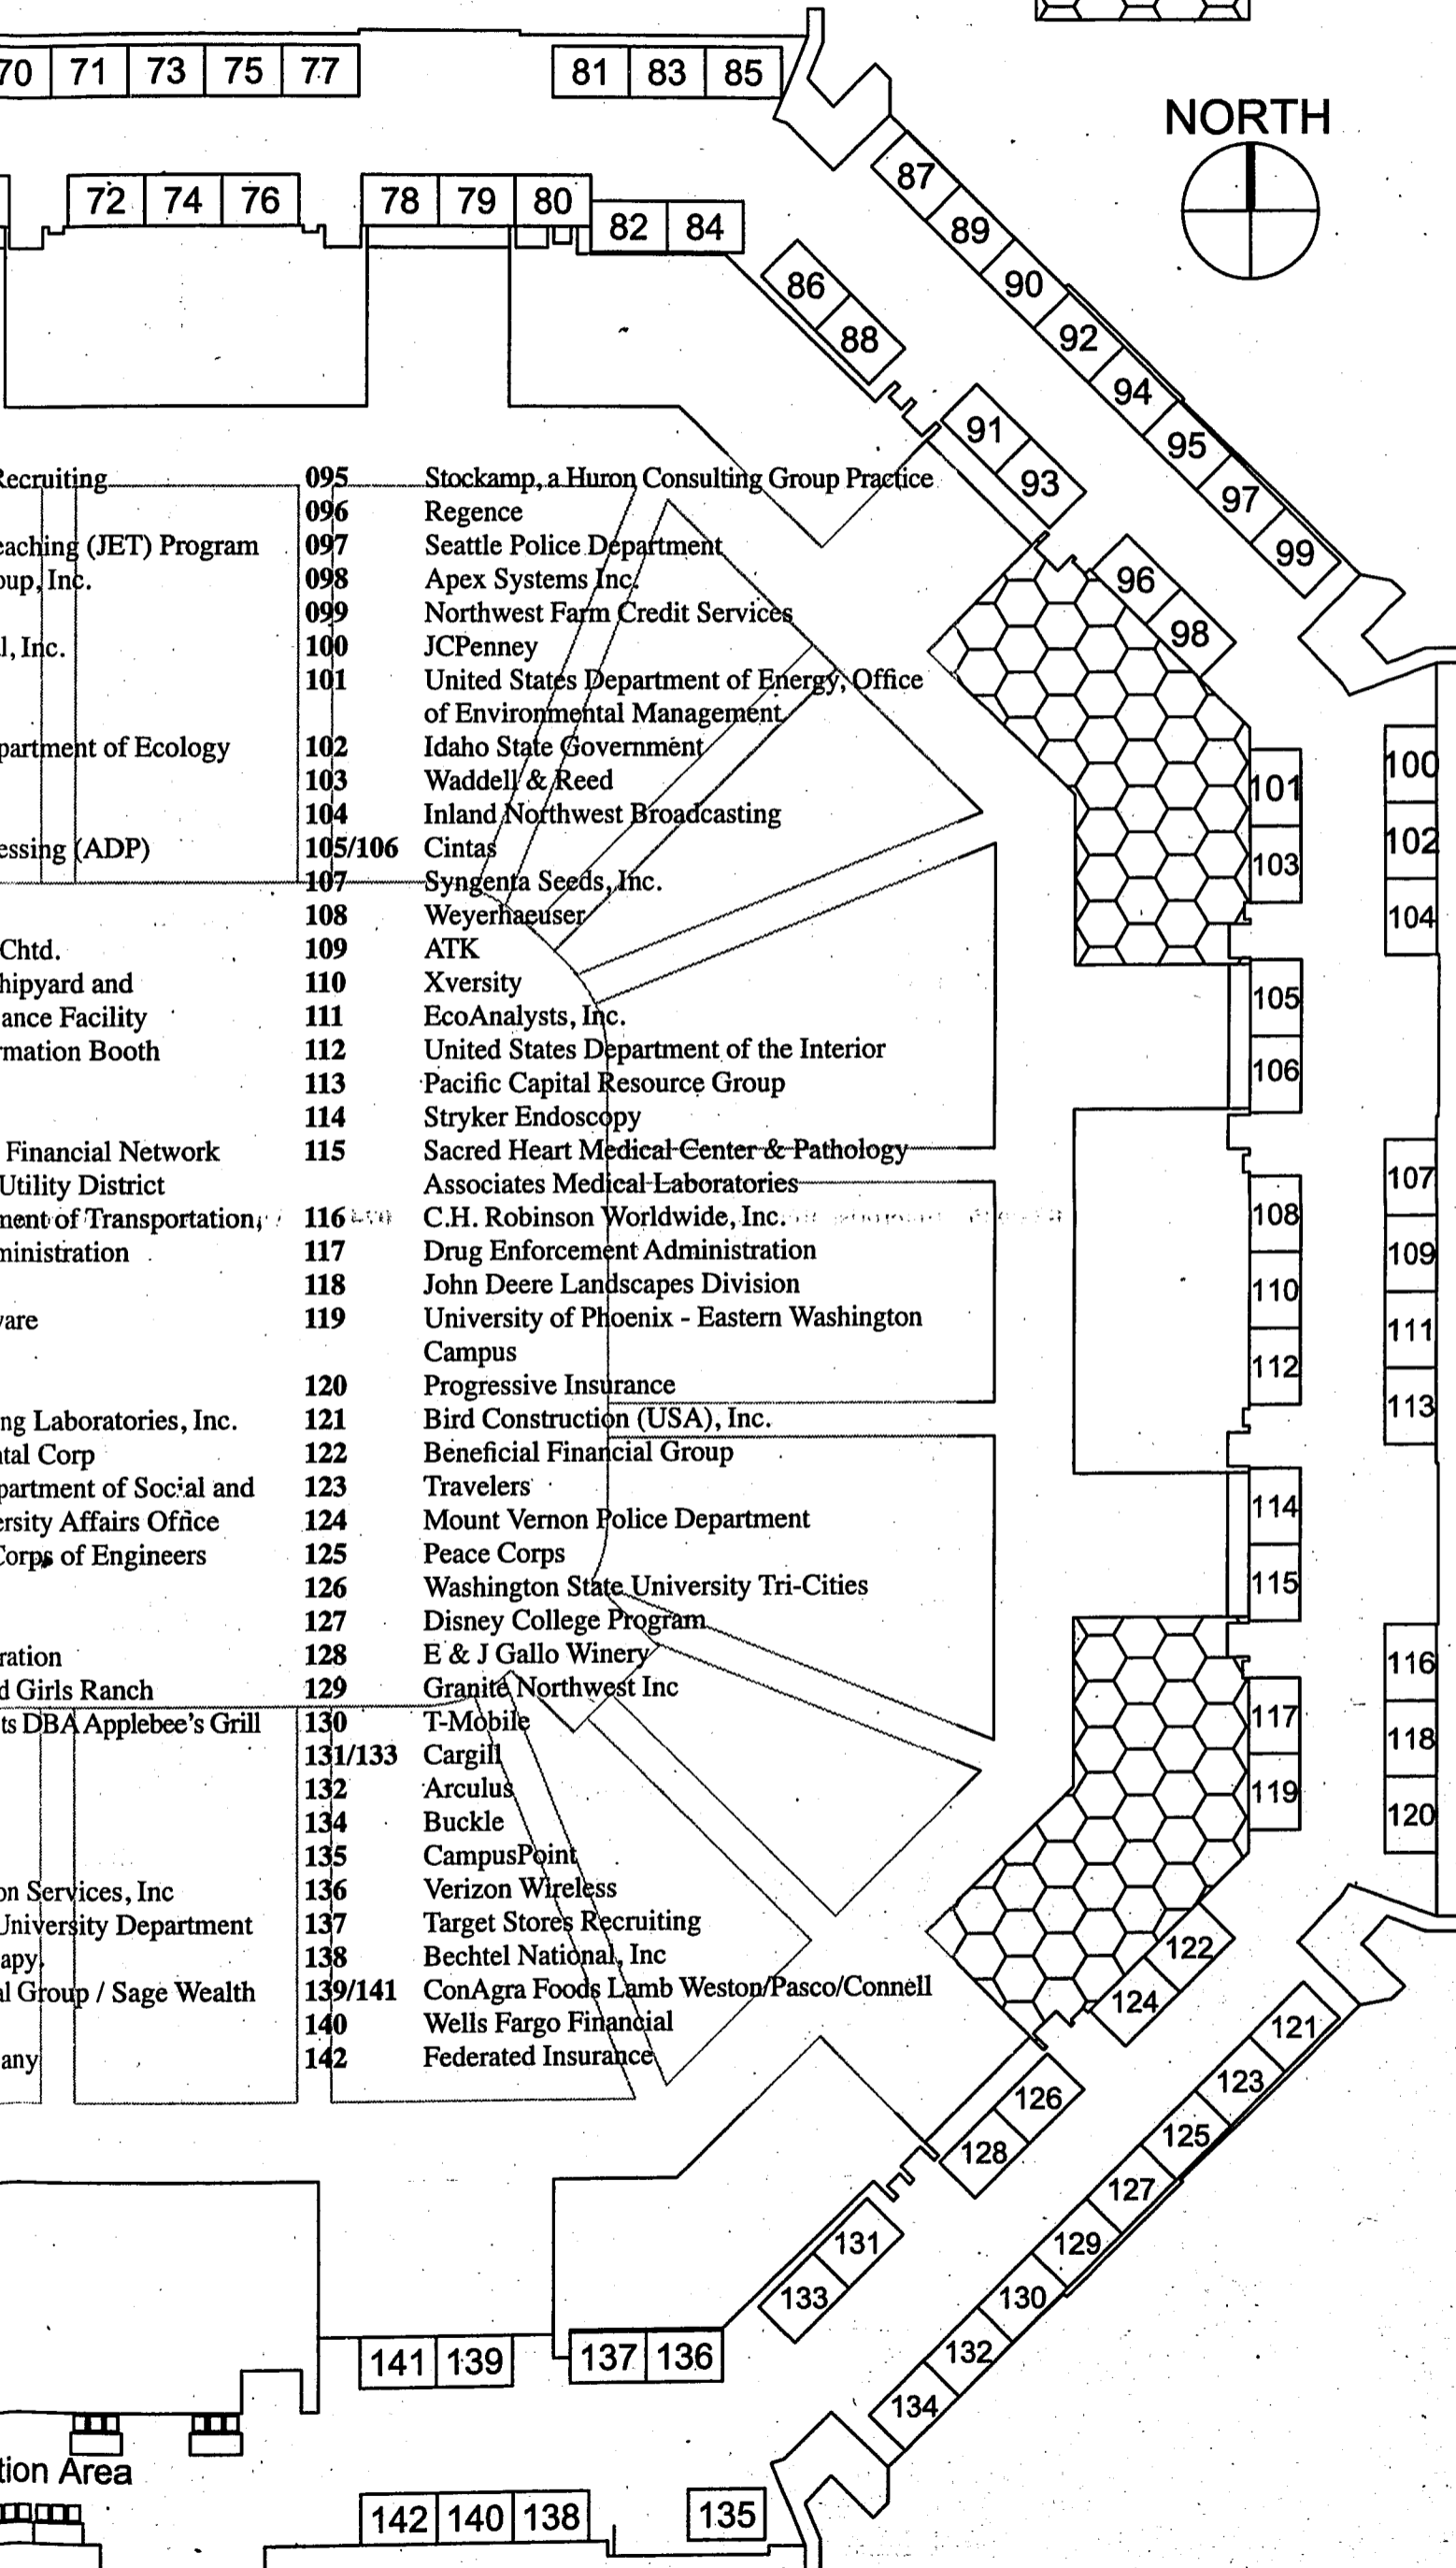 70 71 73 75 77 81 83 85
NORTH
87
72 74 76 78 79 80
82 84
89
86
90
88
92
94
91
95
93
97
99
96
98
Recruiting 095 Stockamp, a Huron Consulting Group Practice
096 Regence
eaching (JET) Program 097 Seattle Police Department
oup, Inc. 098 Apex Systems Inc.
099 Northwest Farm Credit Services
l, Inc. 100 JCPenney
101 United States Department of Energy, Office
of Environmental Management
partment of Ecology 102 Idaho State Government
103 Waddell & Reed
104 Inland Northwest Broadcasting
essing (ADP) 105/106 Cintas
107 Syngenta Seeds, Inc.
108 Weyerhaeuser
Chtd. 109 ATK
hipyard and 110 Xversity
ance Facility 111 EcoAnalysts, Inc.
rmation Booth 112 United States Department of the Interior
113 Pacific Capital Resource Group
114 Stryker Endoscopy
Financial Network 115 Sacred Heart Medical Center & Pathology
Utility District Associates Medical Laboratories
ment of Transportation, 116 C.H. Robinson Worldwide, Inc.
ministration 117 Drug Enforcement Administration
118 John Deere Landscapes Division
vare 119 University of Phoenix - Eastern Washington
Campus
120 Progressive Insurance
ng Laboratories, Inc. 121 Bird Construction (USA), Inc.
tal Corp 122 Beneficial Financial Group
partment of Social and 123 Travelers
ersity Affairs Office 124 Mount Vernon Police Department
Corps of Engineers 125 Peace Corps
126 Washington State University Tri-Cities
127 Disney College Program
ration 128 E & J Gallo Winery
d Girls Ranch 129 Granite Northwest Inc
ts DBA Applebee's Grill 130 T-Mobile
131/133 Cargill
132 Arculus
134 Buckle
135 CampusPoint
on Services, Inc 136 Verizon Wireless
University Department 137 Target Stores Recruiting
apy 138 Bechtel National, Inc
al Group / Sage Wealth 139/141 ConAgra Foods Lamb Weston/Pasco/Connell
140 Wells Fargo Financial
any 142 Federated Insurance
100
101
102
103
104
105
106
107
108
109
110
111
112
113
114
115
116
117
118
119
120
122
124
121
123
126
125
128
127
131
129
133
130
132
134
141 139 137 136
tion Area
142 140 138 135